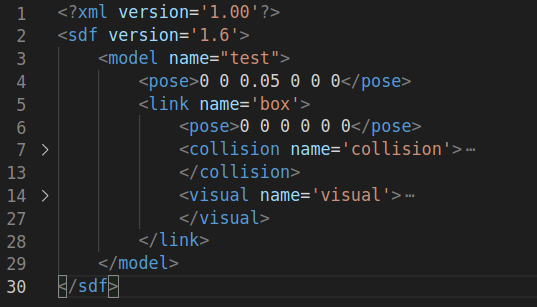 1 <?xml version='1.00'?>
2 <sdf version='1.6'>
3 <model name="test">
4 <pose>0 0 0.05 0 0 0</pose>
5 <link name='box'>
6 <pose>0 0 0 0 0 0</pose>
7 > <collision name='collision'>⋯
13 </collision>
14 > <visual name='visual'>⋯
27 </visual>
28 </link>
29 </model>
30 </sdf>